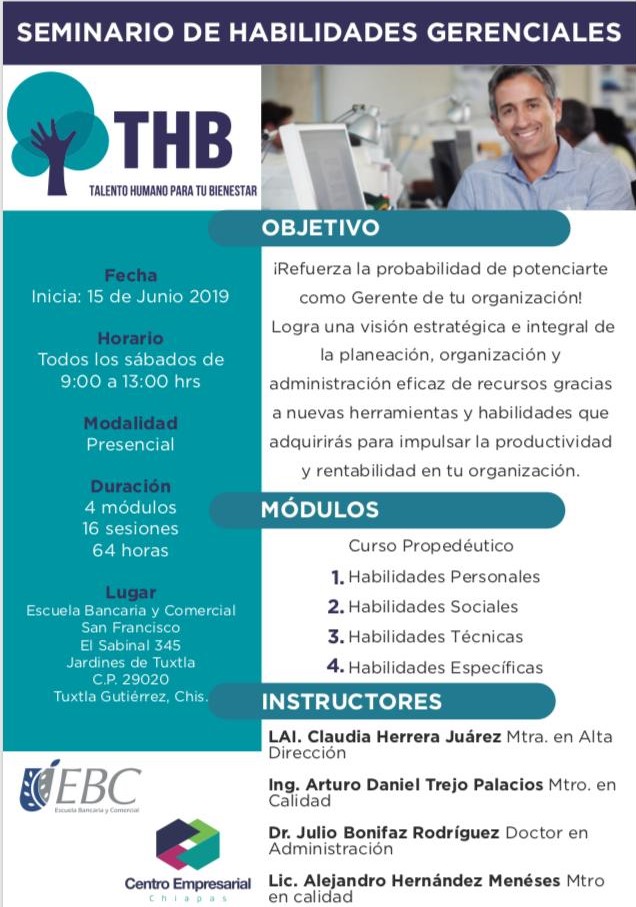 SEMINARIO DE HABILIDADES GERENCIALES
THB
TALENTO HUMANO PARA TU BIENESTAR
Fecha
Inicia: 15 de Junio 2019
Horario
Todos los sábados de
9:00 a 13:00 hrs
Modalidad
Presencial
Duración
4 módulos
16 sesiones
64 horas
Lugar
Escuela Bancaria y Comercial
San Francisco
El Sabinal 345
Jardines de Tuxtla
C.P. 29020
Tuxtla Gutiérrez, Chis.
EBC
Escuela Bancaria y Comercial
Centro Empresarial
Chiapas
OBJETIVO
¡Refuerza la probabilidad de potenciarte
como Gerente de tu organización!
Logra una visión estratégica e integral de
la planeación, organización y
administración eficaz de recursos gracias
a nuevas herramientas y habilidades que
adquirirás para impulsar la productividad
y rentabilidad en tu organización.
MÓDULOS
Curso Propedéutico
1. Habilidades Personales
2. Habilidades Sociales
3. Habilidades Técnicas
4. Habilidades Específicas
INSTRUCTORES
LAI. Claudia Herrera Juárez Mtra. en Alta
Dirección
Ing. Arturo Daniel Trejo Palacios Mtro. en
Calidad
Dr. Julio Bonifaz Rodríguez Doctor en
Administración
Lic. Alejandro Hernández Menéses Mtro
en calidad